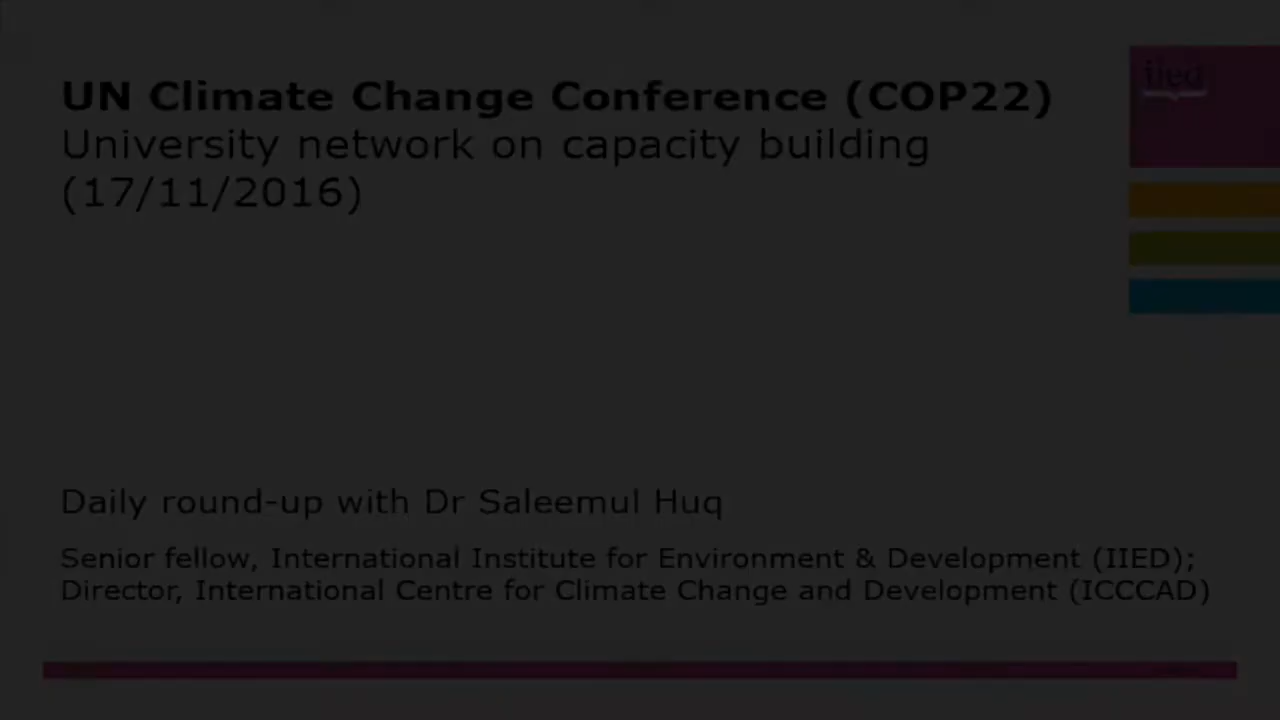 UN Climate Change Conference (COP22)
iied
University network on capacity building
(17/11/2016)
Daily round-up with Dr Saleemul Huq
Senior fellow, International Institute for Environment & Development (IIED);
Director, International Centre for Climate Change and Development (ICCCAD)